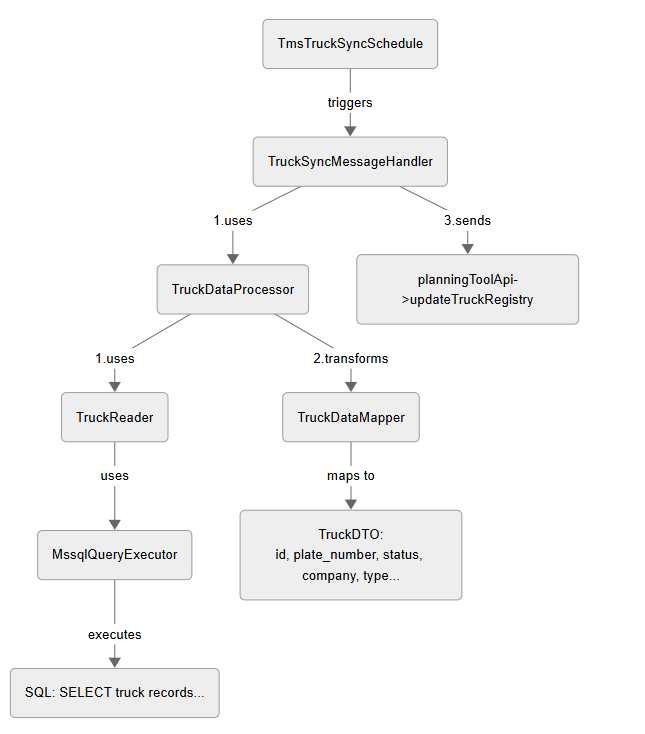 TmsTruckSyncSchedule
triggers
TruckSyncMessageHandler
1.uses
3.sends
TruckDataProcessor
planningToolApi-
>updateTruckRegistry
1.uses
2.transforms
TruckReader
TruckDataMapper
uses
maps to
MssqlQueryExecutor
TruckDTO:
id, plate_number, status,
company, type...
executes
SQL: SELECT truck records...